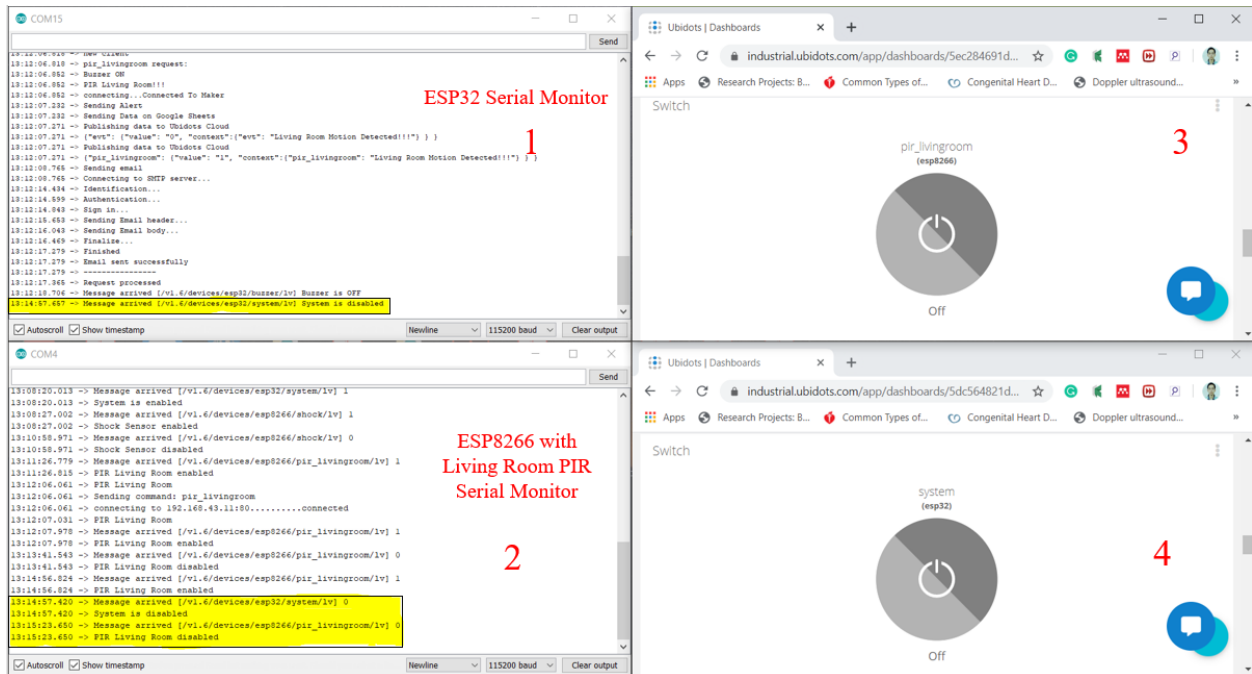 COM15
Send
13:12:06.818 -> new client
13:12:06.818 -> pir_livingroom request:
13:12:06.852 -> Buzzer ON
13:12:06.852 -> PIR Living Room!!!
13:12:06.852 -> connecting...Connected To Maker
13:12:07.232 -> Sending Alert
13:12:07.232 -> Sending Data on Google Sheets
13:12:07.271 -> Publishing data to Ubidots Cloud
13:12:07.271 -> {"evt": {"value": "0", "context":{"evt": "Living Room Motion Detected!!!"} } }
13:12:07.271 -> Publishing data to Ubidots Cloud
13:12:07.271 -> {"pir_livingroom": {"value": "1", "context":{"pir_livingroom": "Living Room Motion Detected!!!"} } }
13:12:08.765 -> Sending email
13:12:08.765 -> Connecting to SMTP server...
13:12:14.434 -> Identification...
13:12:14.599 -> Authentication...
13:12:14.843 -> Sign in...
13:12:15.653 -> Sending Email header...
13:12:16.043 -> Sending Email body...
13:12:16.469 -> Finalize...
13:12:17.279 -> Finished
13:12:17.279 -> Email sent successfully
13:12:17.279 -> ----------------
13:12:17.365 -> Request processed
13:12:18.706 -> Message arrived [/v1.6/devices/esp32/buzzer/lv] Buzzer is OFF
13:14:57.657 -> Message arrived [/v1.6/devices/esp32/system/lv] System is disabled
ESP32 Serial Monitor
1
Autoscroll Show timestamp Newline 115200 baud Clear output
Ubidots | Dashboards
industrial.ubidots.com/app/dashboards/5ec284691d...
Apps Research Projects: B... Common Types of... Congenital Heart D... Doppler ultrasound... »
Switch
3
pir_livingroom
(esp8266)
Off
COM4
Send
13:08:20.013 -> Message arrived [/v1.6/devices/esp32/system/lv] 1
13:08:20.013 -> System is enabled
13:08:27.002 -> Message arrived [/v1.6/devices/esp8266/shock/lv] 1
13:08:27.002 -> Shock Sensor enabled
13:10:58.971 -> Message arrived [/v1.6/devices/esp8266/shock/lv] 0
13:10:58.971 -> Shock Sensor disabled
13:11:26.779 -> Message arrived [/v1.6/devices/esp8266/pir_livingroom/lv] 1
13:11:26.815 -> PIR Living Room enabled
13:12:06.061 -> PIR Living Room
13:12:06.061 -> Sending command: pir_livingroom
13:12:06.061 -> connecting to 192.168.43.11:80..........connected
13:12:07.031 -> PIR Living Room
13:12:07.978 -> Message arrived [/v1.6/devices/esp8266/pir_livingroom/lv] 1
13:12:07.978 -> PIR Living Room enabled
13:13:41.543 -> Message arrived [/v1.6/devices/esp8266/pir_livingroom/lv] 0
13:13:41.543 -> PIR Living Room disabled
13:14:56.824 -> Message arrived [/v1.6/devices/esp8266/pir_livingroom/lv] 1
13:14:56.824 -> PIR Living Room enabled
13:14:57.420 -> Message arrived [/v1.6/devices/esp32/system/lv] 0
13:14:57.420 -> System is disabled
13:15:23.650 -> Message arrived [/v1.6/devices/esp8266/pir_livingroom/lv] 0
13:15:23.650 -> PIR Living Room disabled
ESP8266 with
Living Room PIR
Serial Monitor
2
Autoscroll Show timestamp Newline 115200 baud Clear output
Ubidots | Dashboards
industrial.ubidots.com/app/dashboards/5dc564821d...
Apps Research Projects: B... Common Types of... Congenital Heart D... Doppler ultrasound... »
Switch
system
(esp32)
4
Off